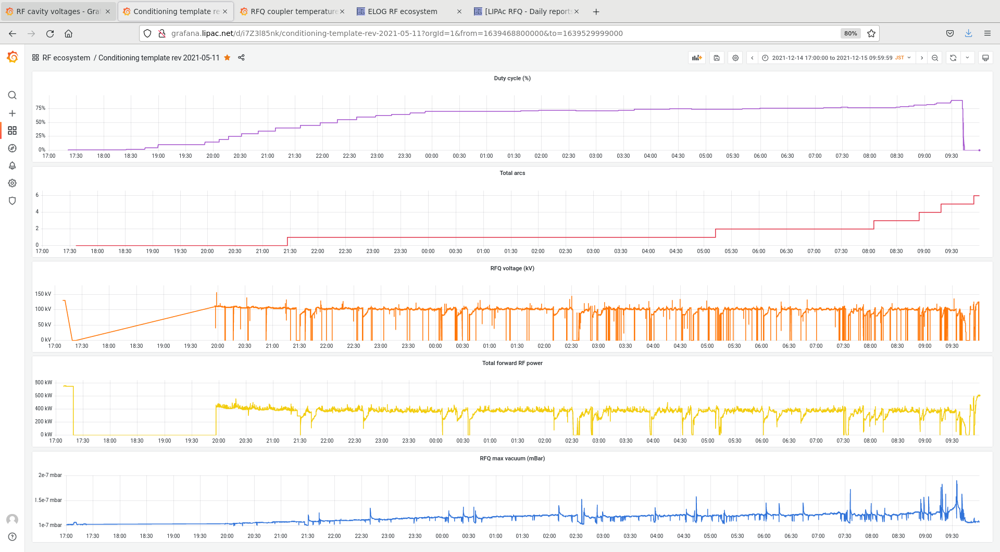 RF cavity voltages - Graf
Conditioning template re
RFQ coupler temperature
ELOG RF ecosystem
[LIPAc RFQ - Daily reports
grafana.lipac.net/d/i7Z3l85nk/conditioning-template-rev-2021-05-11?orgId=1&from=1639468800000&to=1639529999000
80%
RF ecosystem / Conditioning template rev 2021-05-11
2021-12-14 17:00:00 to 2021-12-15 09:59:59 JST
Duty cycle (%)
75%
50%
25%
0%
17:00 17:30 18:00 18:30 19:00 19:30 20:00 20:30 21:00 21:30 22:00 22:30 23:00 23:30 00:00 00:30 01:00 01:30 02:00 02:30 03:00 03:30 04:00 04:30 05:00 05:30 06:00 06:30 07:00 07:30 08:00 08:30 09:00 09:30
Total arcs
6
4
2
0
17:00 17:30 18:00 18:30 19:00 19:30 20:00 20:30 21:00 21:30 22:00 22:30 23:00 23:30 00:00 00:30 01:00 01:30 02:00 02:30 03:00 03:30 04:00 04:30 05:00 05:30 06:00 06:30 07:00 07:30 08:00 08:30 09:00 09:30
RFQ voltage (kV)
150 kV
100 kV
50 kV
0 kV
17:00 17:30 18:00 18:30 19:00 19:30 20:00 20:30 21:00 21:30 22:00 22:30 23:00 23:30 00:00 00:30 01:00 01:30 02:00 02:30 03:00 03:30 04:00 04:30 05:00 05:30 06:00 06:30 07:00 07:30 08:00 08:30 09:00 09:30
Total forward RF power
800 kW
600 kW
400 kW
200 kW
0 kW
17:00 17:30 18:00 18:30 19:00 19:30 20:00 20:30 21:00 21:30 22:00 22:30 23:00 23:30 00:00 00:30 01:00 01:30 02:00 02:30 03:00 03:30 04:00 04:30 05:00 05:30 06:00 06:30 07:00 07:30 08:00 08:30 09:00 09:30
RFQ max vacuum (mBar)
2e-7 mbar
1.5e-7 mbar
1e-7 mbar
17:00 17:30 18:00 18:30 19:00 19:30 20:00 20:30 21:00 21:30 22:00 22:30 23:00 23:30 00:00 00:30 01:00 01:30 02:00 02:30 03:00 03:30 04:00 04:30 05:00 05:30 06:00 06:30 07:00 07:30 08:00 08:30 09:00 09:30